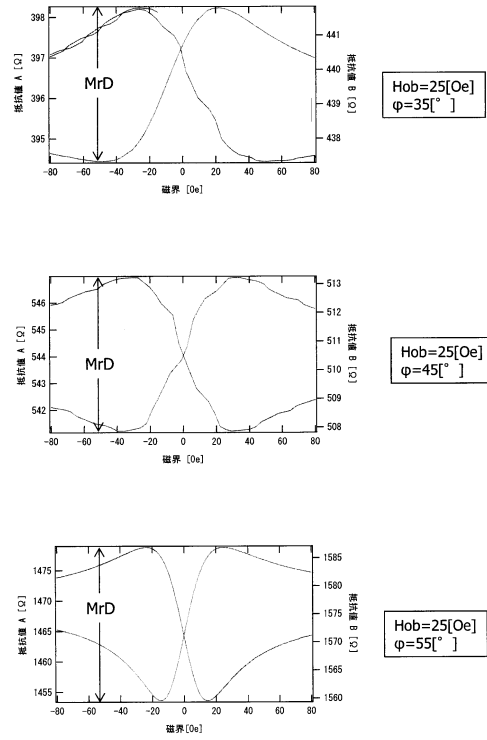 398
397
396
395
抵抗値 A [Ω]
MrD
441
440
439
438
抵抗値 B [Ω]
-80 -60 -40 -20 0 20 40 60 80
磁界 [Oe]
Hob=25[Oe]
φ=35[° ]
546
545
544
543
542
抵抗値 A [Ω]
MrD
513
512
511
510
509
508
抵抗値 B [Ω]
-80 -60 -40 -20 0 20 40 60 80
磁界 [Oe]
Hob=25[Oe]
φ=45[° ]
1475
1470
1465
1460
1455
抵抗値 A [Ω]
MrD
1585
1580
1575
1570
1565
1560
抵抗値 B [Ω]
-80 -60 -40 -20 0 20 40 60 80
磁界[Oe]
Hob=25[Oe]
φ=55[° ]